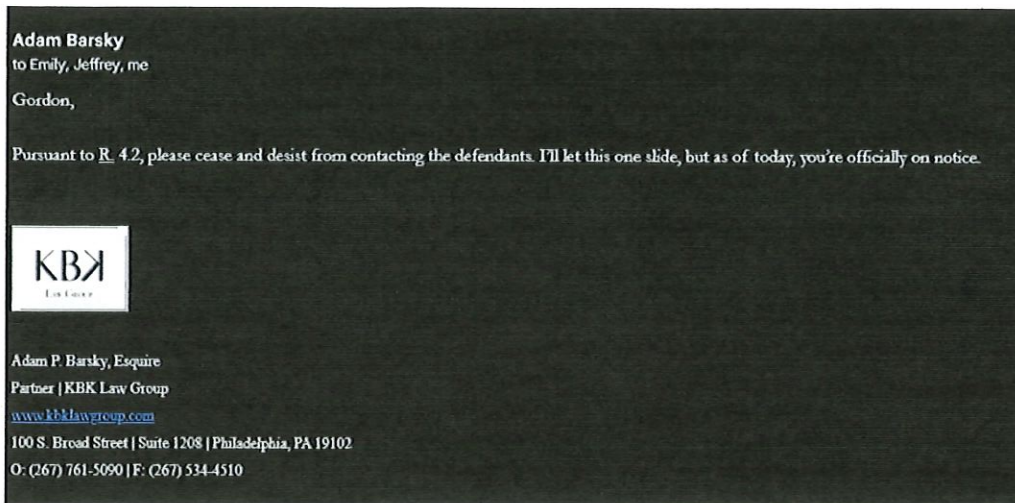 Adam Barsky
to Emily, Jeffrey, me
Gordon,
Pursuant to R. 4.2, please cease and desist from contacting the defendants. I'll let this one slide, but as of today, you're officially on notice.
KBK
Law Group
Adam P. Barsky, Esquire
Partner | KBK Law Group
www.kbklawgroup.com
100 S. Broad Street | Suite 1208 | Philadelphia, PA 19102
O: (267) 761-5090 | F: (267) 534-4510